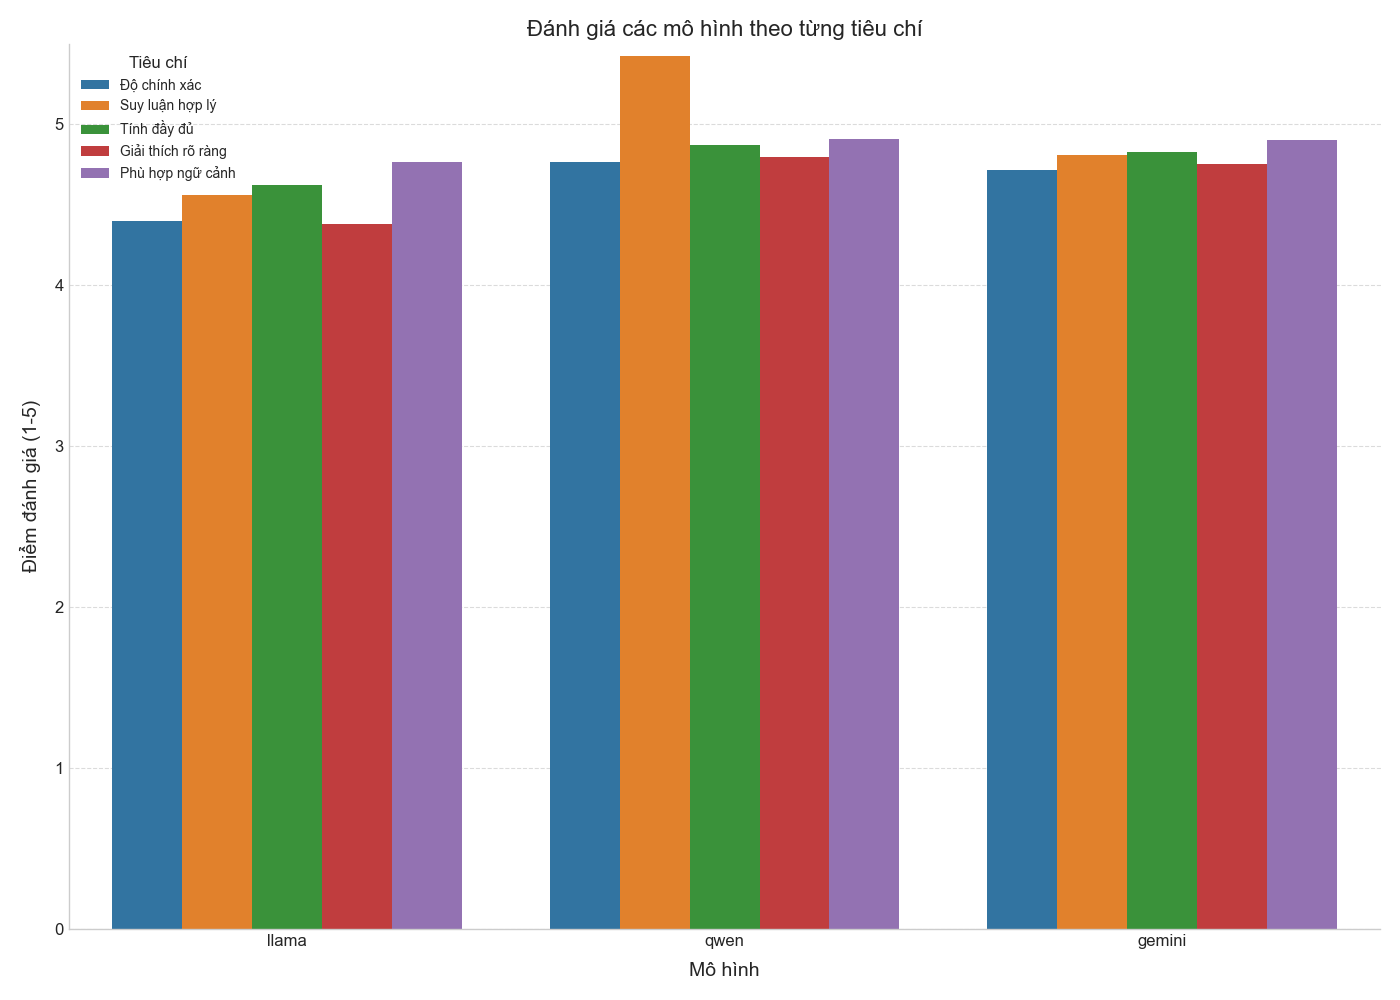 Đánh giá các mô hình theo từng tiêu chí
Tiêu chí
Độ chính xác
Suy luận hợp lý
Tính đầy đủ
Giải thích rõ ràng
Phù hợp ngữ cảnh
5
4
3
2
1
0
Điểm đánh giá (1-5)
llama
qwen
gemini
Mô hình